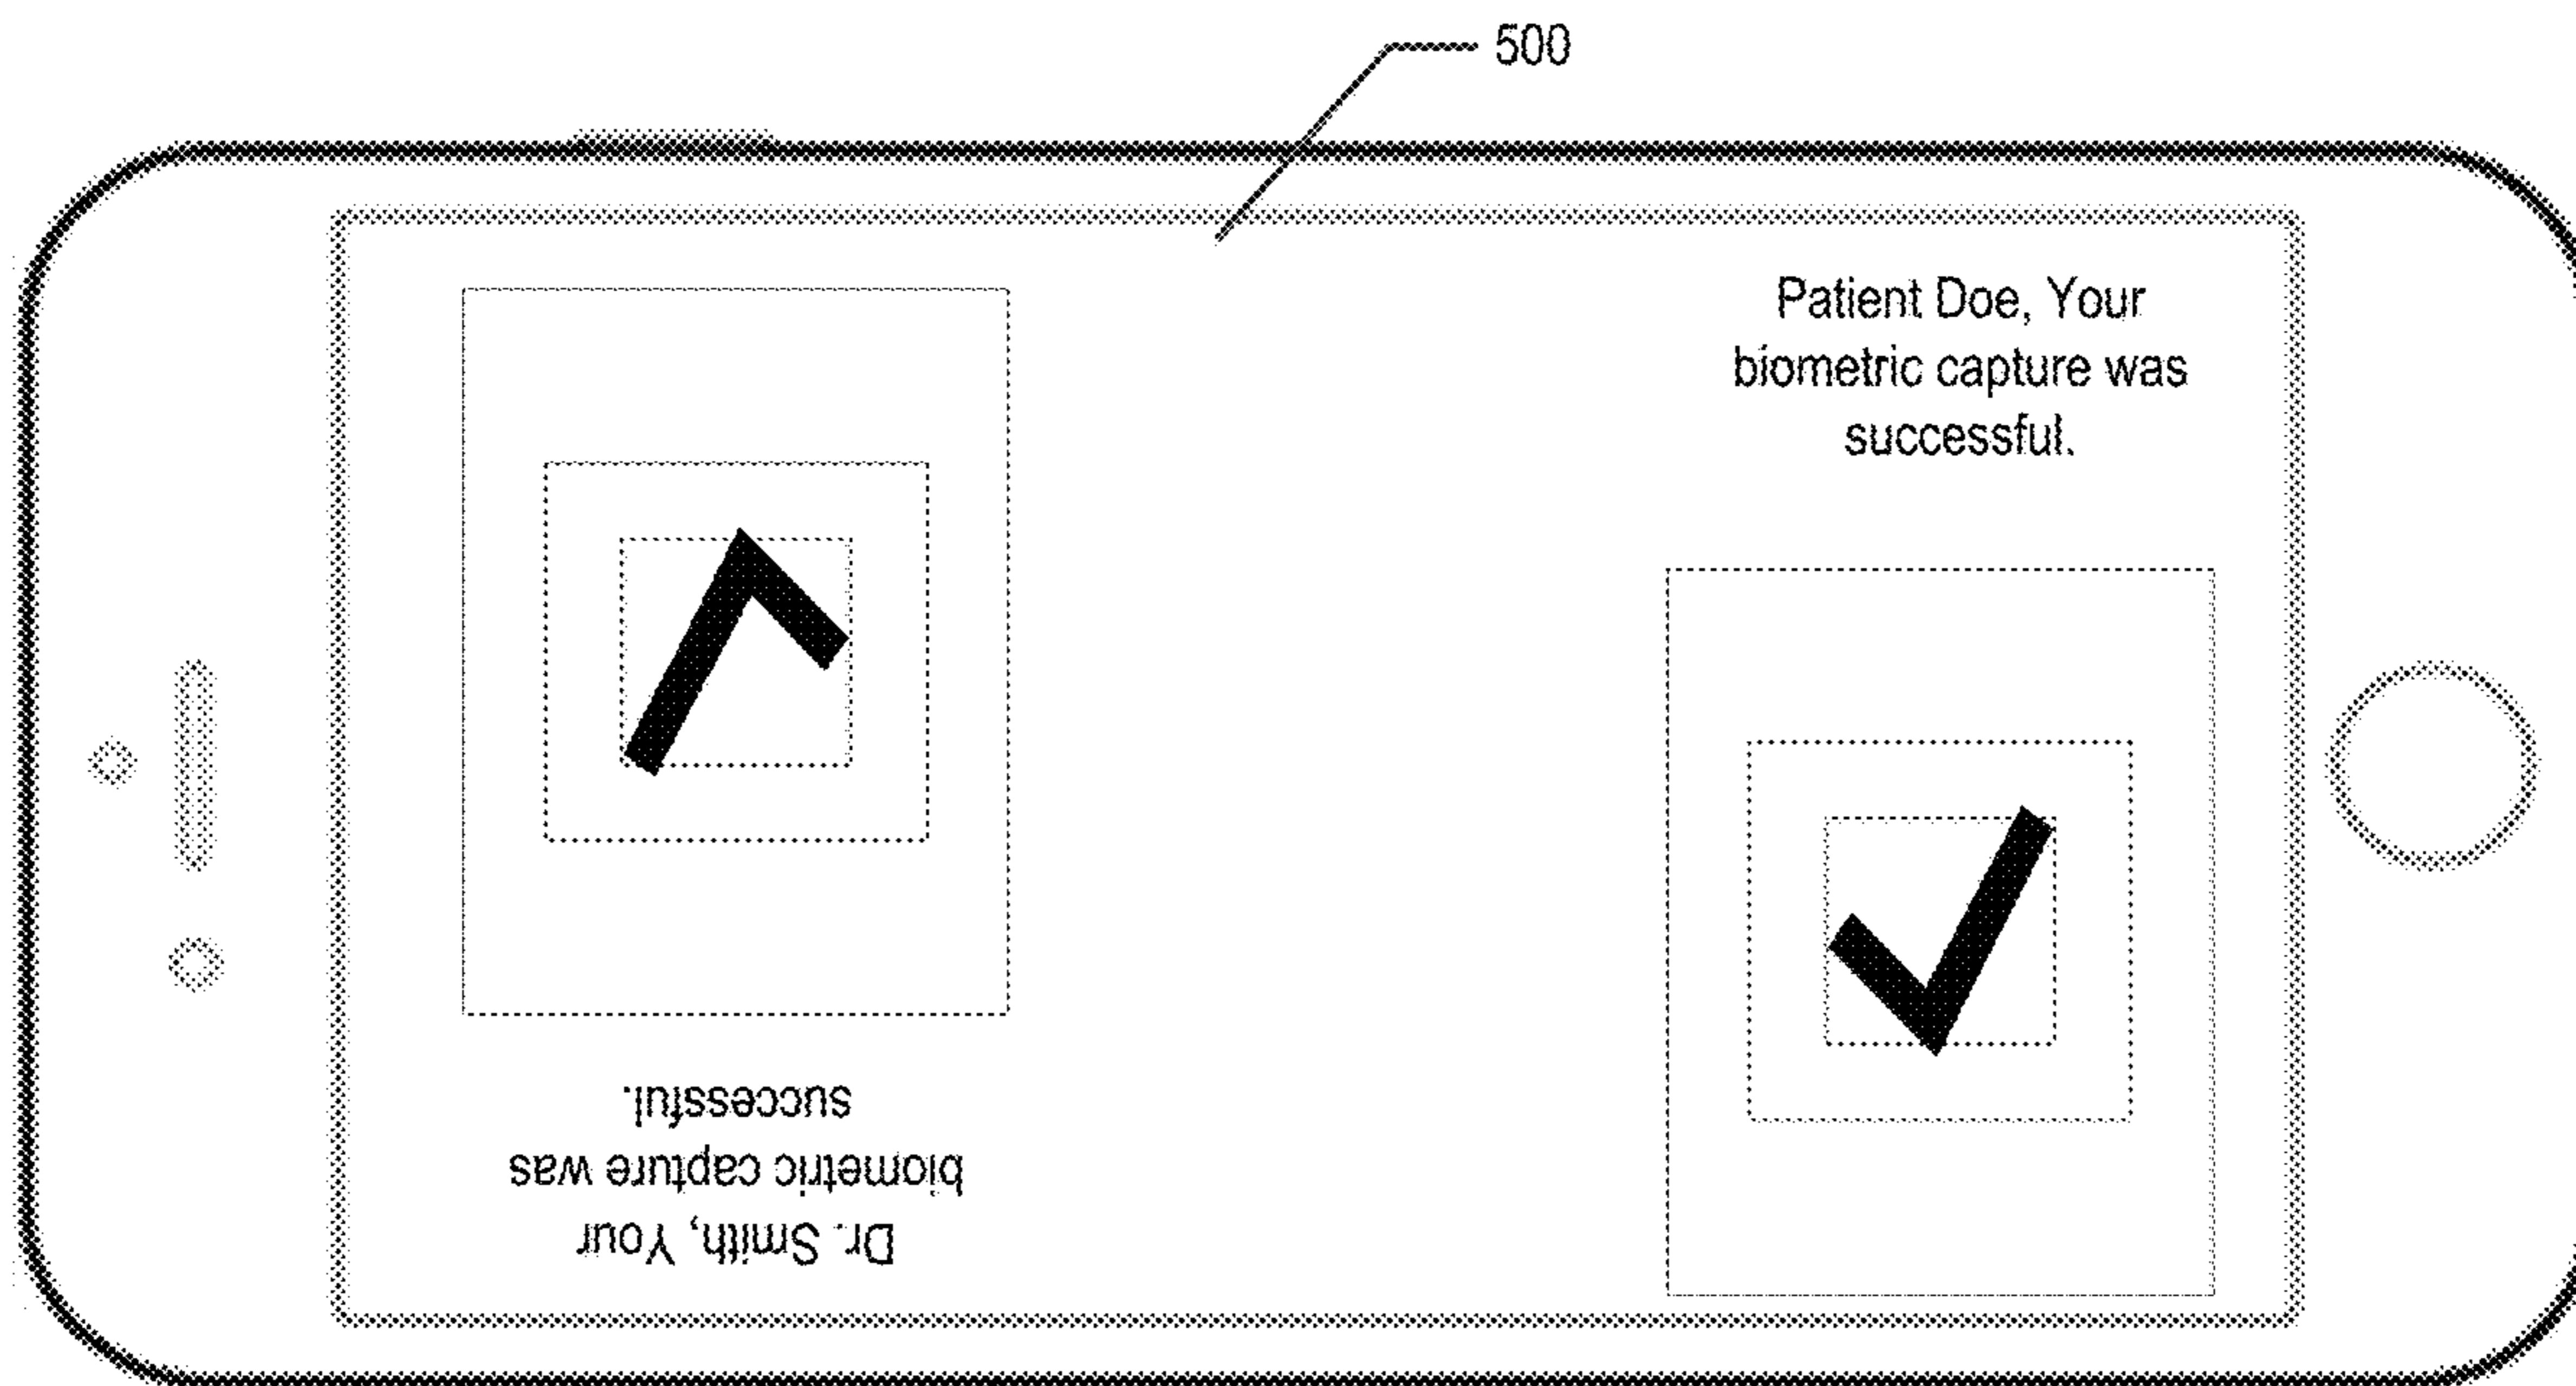 500
Patient Doe, Your
biometric capture was
successful.
Dr. Smith, Your
biometric capture was
successful.